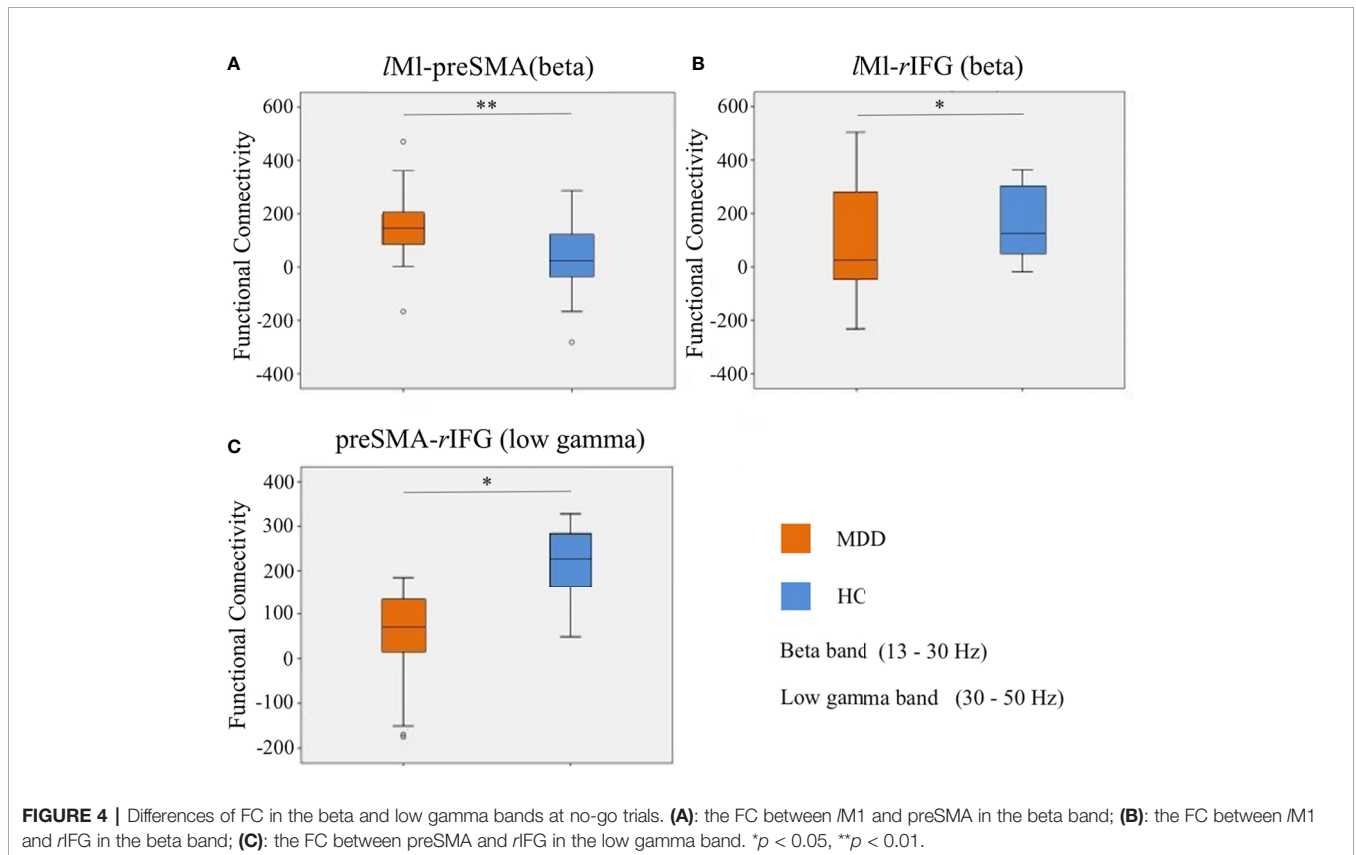 A
lMl-preSMA(beta)
**
Functional Connectivity
600
400
200
0
-200
-400
B
lMl-rIFG (beta)
*
Functional Connectivity
600
400
200
0
-200
-400
C
preSMA-rIFG (low gamma)
*
Functional Connectivity
400
300
200
100
0
-100
-200
MDD
HC
Beta band (13 - 30 Hz)
Low gamma band (30 - 50 Hz)
FIGURE 4 | Differences of FC in the beta and low gamma bands at no-go trials. (A): the FC between lM1 and preSMA in the beta band; (B): the FC between lM1
and rIFG in the beta band; (C): the FC between preSMA and rIFG in the low gamma band. *p < 0.05, **p < 0.01.